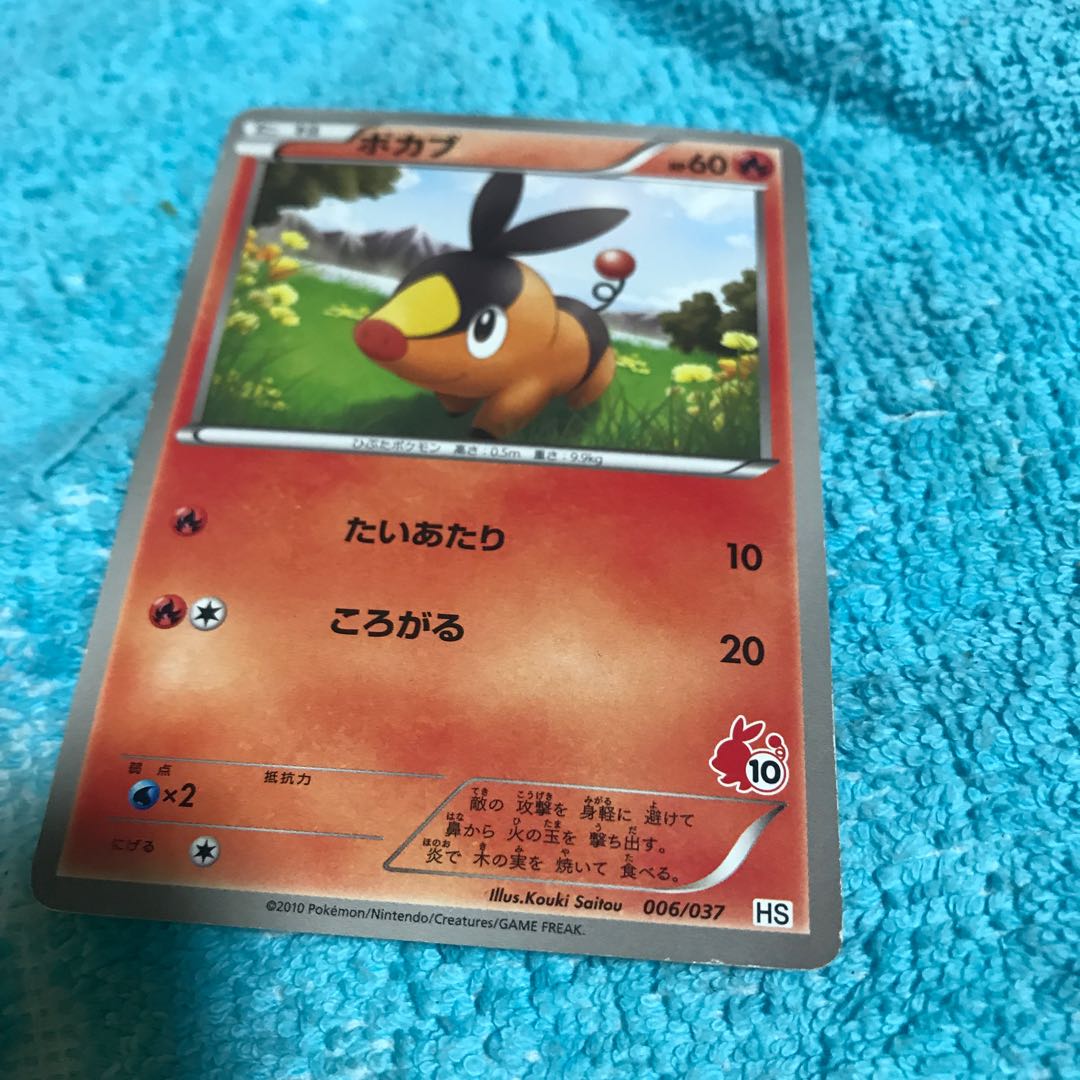 ポカブ
HP60
ひぶたポケモン 高さ:0.5m 重さ:9.9kg
たいあたり 10
ころがる 20
10
弱点 抵抗力
×2
にげる
敵の 攻撃を 身軽に 避けて
鼻から 火の玉を 撃ち出す。
炎で 木の実を 焼いて 食べる。
Illus.Kouki Saitou 006/037 HS
©2010 Pokémon/Nintendo/Creatures/GAME FREAK.